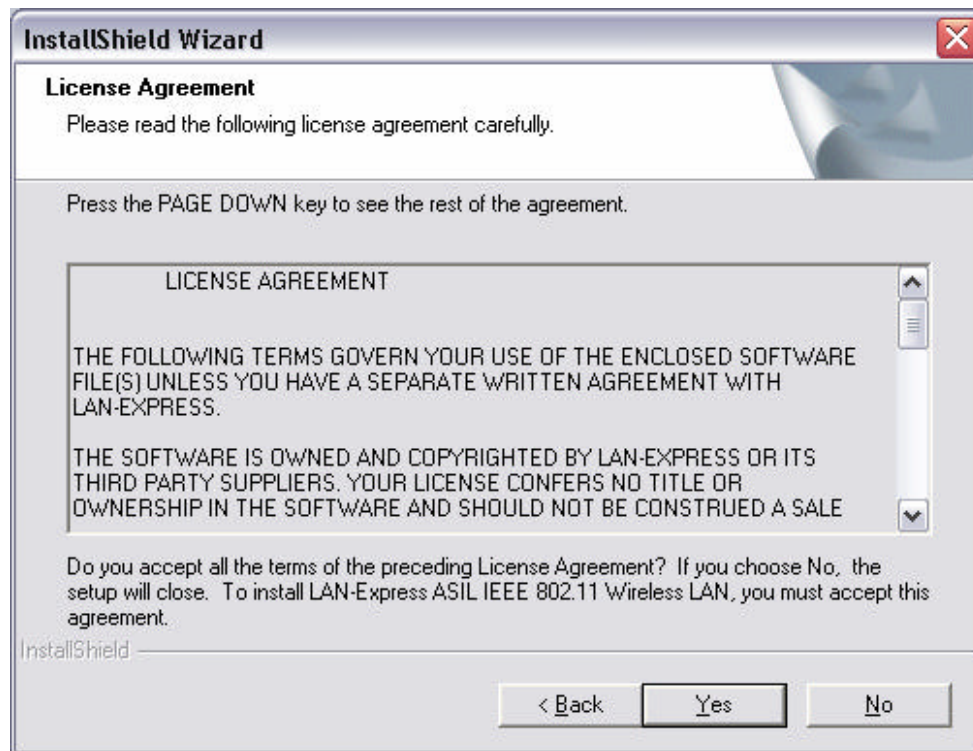 InstallShield Wizard
License Agreement
Please read the following license agreement carefully.
Press the PAGE DOWN key to see the rest of the agreement.
LICENSE AGREEMENT
THE FOLLOWING TERMS GOVERN YOUR USE OF THE ENCLOSED SOFTWARE
FILE(S) UNLESS YOU HAVE A SEPARATE WRITTEN AGREEMENT WITH
LAN-EXPRESS.
THE SOFTWARE IS OWNED AND COPYRIGHTED BY LAN-EXPRESS OR ITS
THIRD PARTY SUPPLIERS. YOUR LICENSE CONFERS NO TITLE OR
OWNERSHIP IN THE SOFTWARE AND SHOULD NOT BE CONSTRUED A SALE
Do you accept all the terms of the preceding License Agreement? If you choose No, the
setup will close. To install LAN-Express ASIL IEEE 802.11 Wireless LAN, you must accept this
agreement.
InstallShield
< Back Yes No